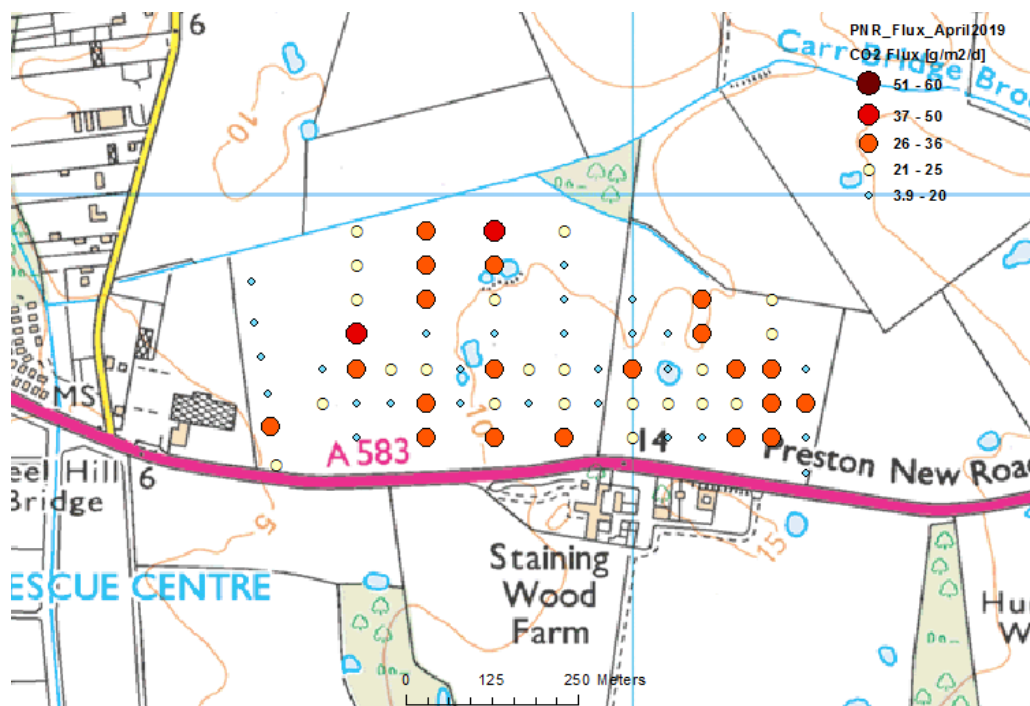 6
PNR_Flux_April2019
CO2 Flux [g/m2/d]
Carr Bridge Broo
51 - 60
37 - 50
26 - 36
21 - 25
3.9 - 20
10
MS
A 583
10
14
Preston New Roa
eel Hill
Bridge
6
5
15
Staining
Wood
Farm
ESCUE CENTRE
Hu
W
0 125 250 Meters